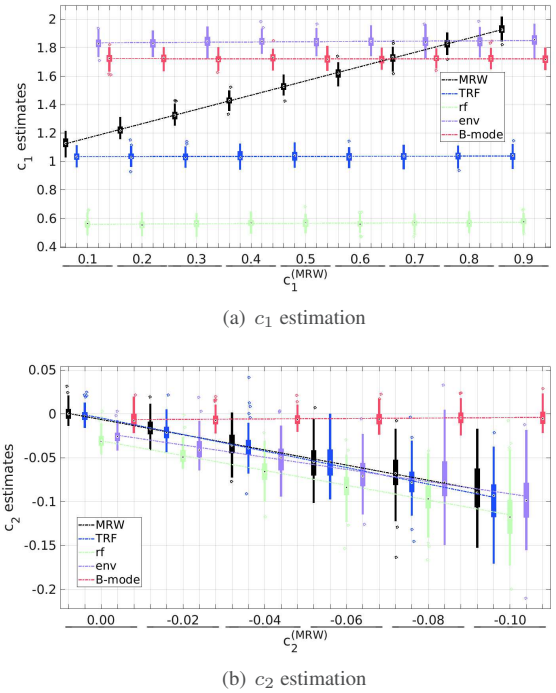 2
1.8
1.6
1.4
1.2
1
0.8
0.6
0.4
c1 estimates
MRW
TRF
rf
env
B-mode
0.1 0.2 0.3 0.4 0.5 0.6 0.7 0.8 0.9
c1(MRW)
(a) c1 estimation
0.05
0
-0.05
-0.1
-0.15
-0.2
c2 estimates
MRW
TRF
rf
env
B-mode
0.00 -0.02 -0.04 -0.06 -0.08 -0.10
c2(MRW)
(b) c2 estimation